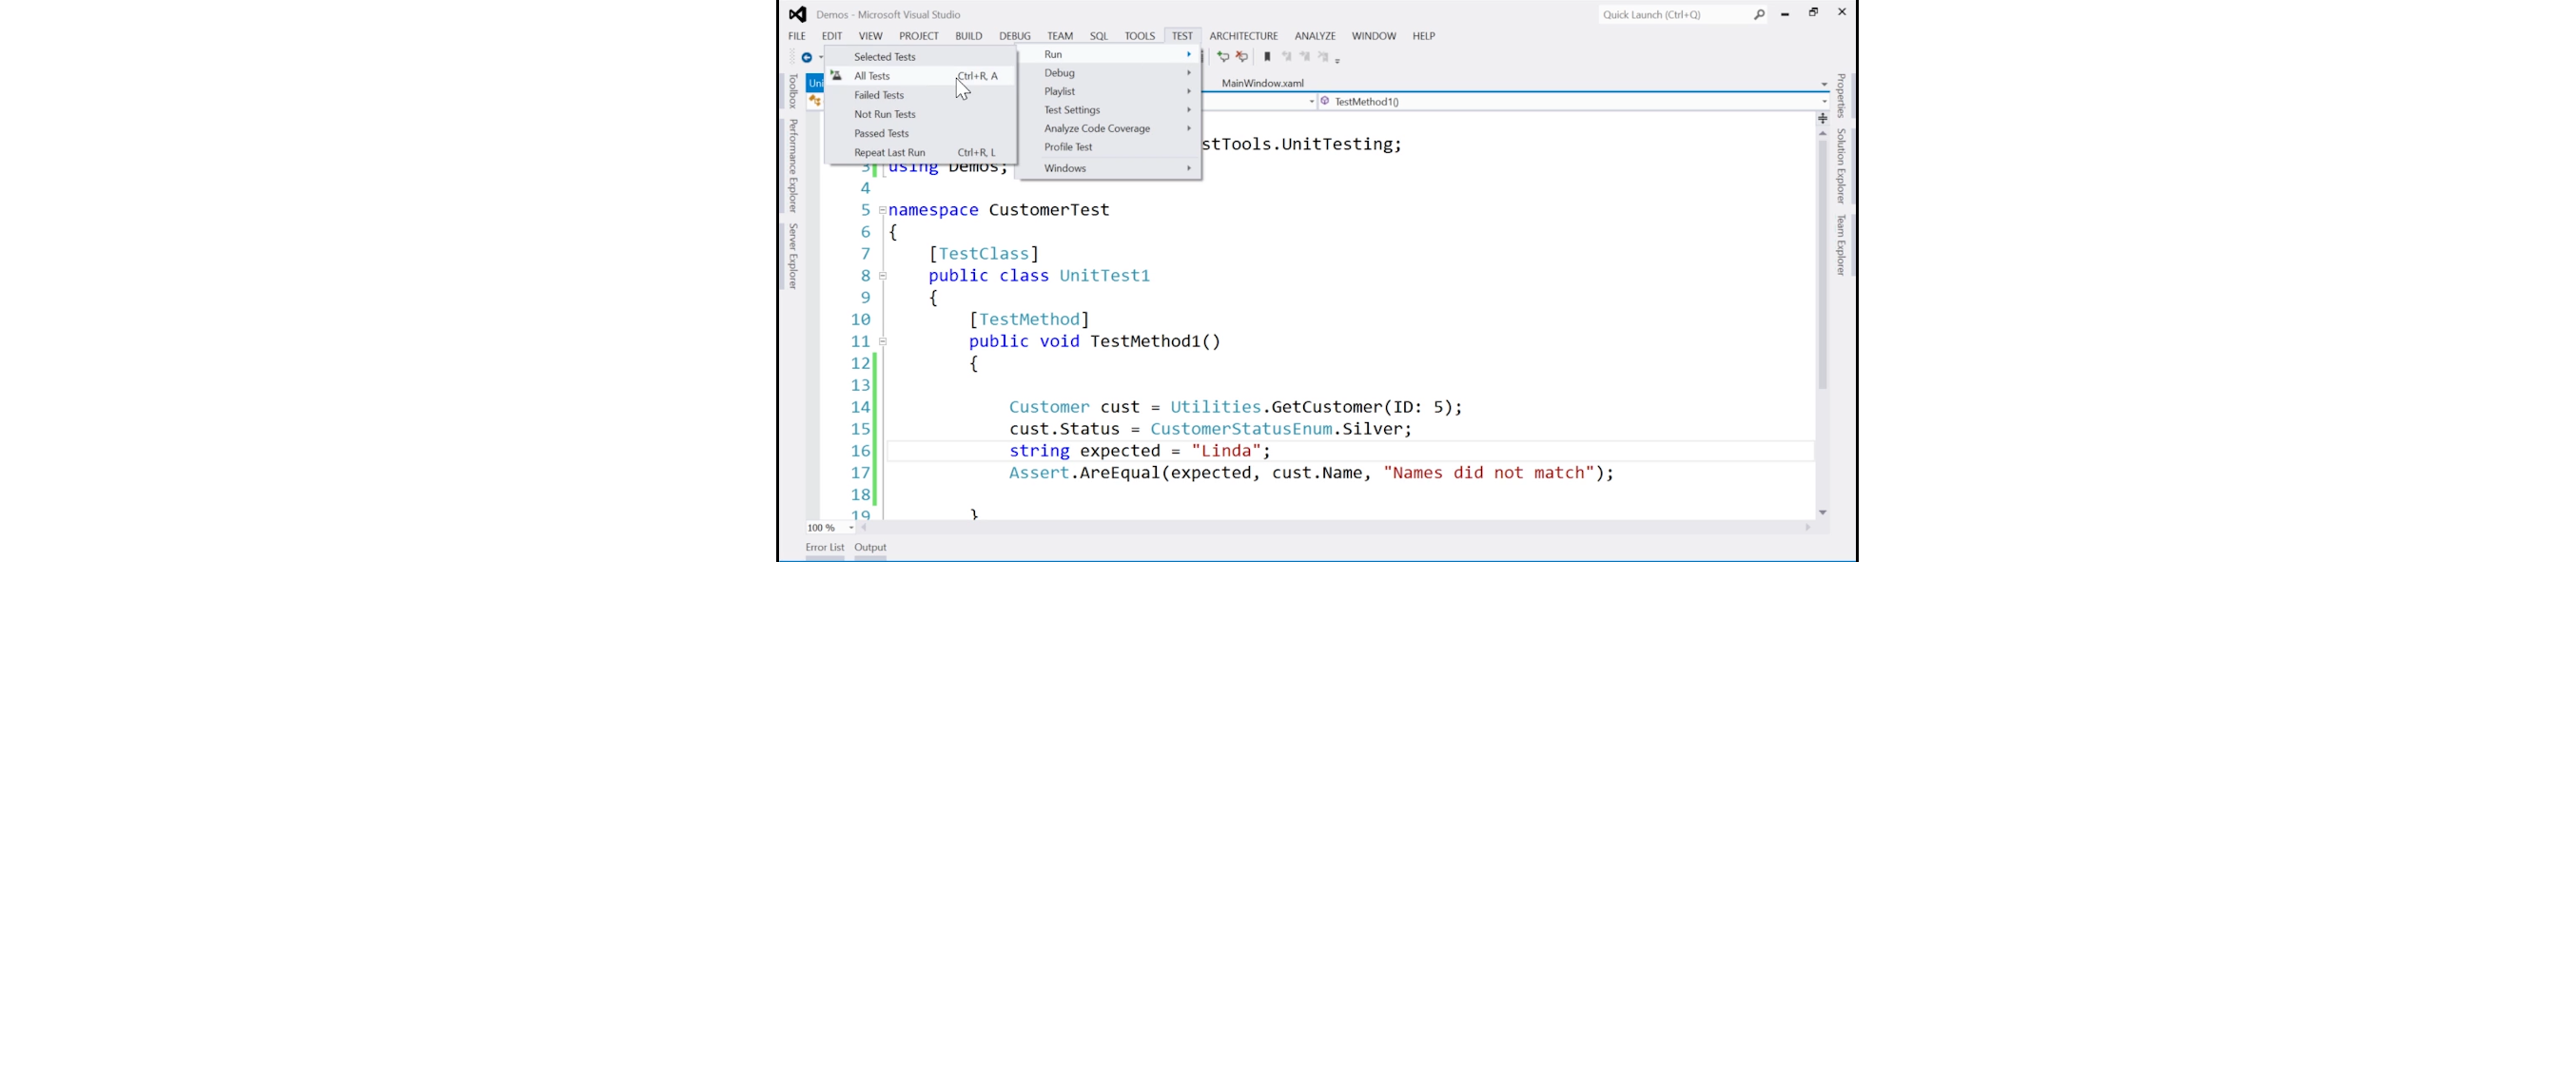 Demos - Microsoft Visual Studio
Quick Launch (Ctrl+Q)
FILE EDIT VIEW PROJECT BUILD DEBUG TEAM SQL TOOLS TEST ARCHITECTURE ANALYZE WINDOW HELP
Selected Tests
All Tests Ctrl+R, A
Failed Tests
Not Run Tests
Passed Tests
Repeat Last Run Ctrl+R, L
Run
Debug
Playlist
Test Settings
Analyze Code Coverage
Profile Test
Windows
Toolbox
Performance Explorer
Server Explorer
Uni
MainWindow.xaml
TestMethod1()
Properties
Solution Explorer
Team Explorer
stTools.UnitTesting;
3 using Demos;
4
5 namespace CustomerTest
6 {
7 [TestClass]
8 public class UnitTest1
9 {
10 [TestMethod]
11 public void TestMethod1()
12 {
13
14 Customer cust = Utilities.GetCustomer(ID: 5);
15 cust.Status = CustomerStatusEnum.Silver;
16 string expected = "Linda";
17 Assert.AreEqual(expected, cust.Name, "Names did not match");
18
19 }
100 %
Error List Output